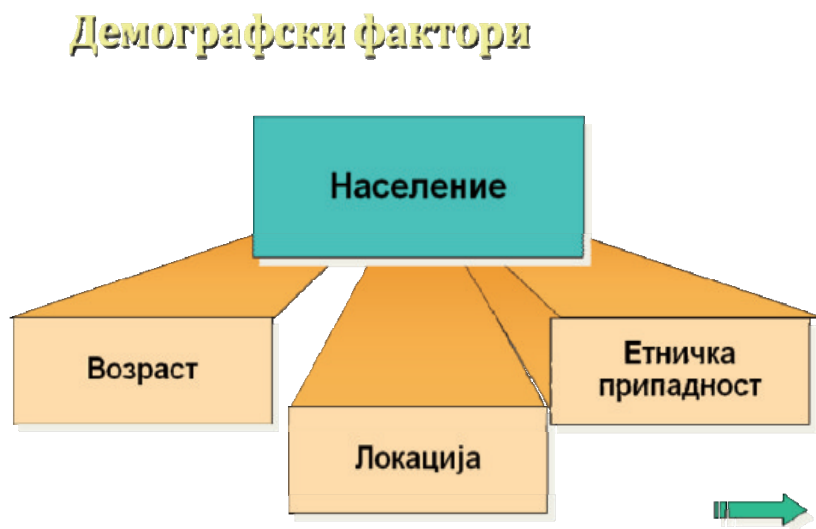 Демографски фактори
Население
Возраст
Етничка
припадност
Локација